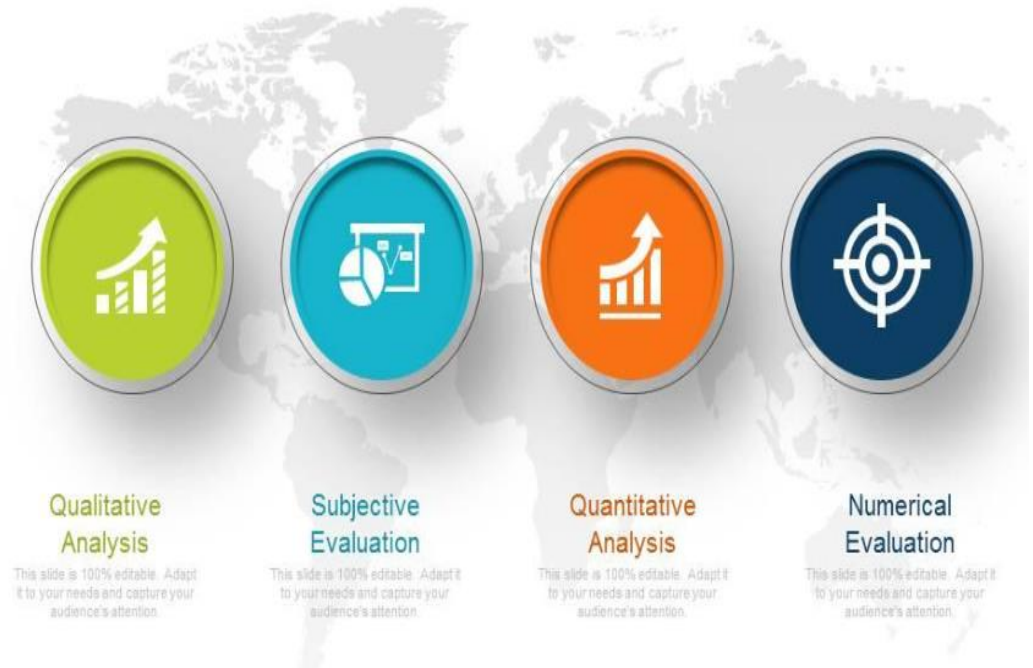 Qualitative
Analysis
This slide is 100% editable. Adapt
it to your needs and capture your
audience's attention.
Subjective
Evaluation
This slide is 100% editable. Adapt it
to your needs and capture your
audience's attention.
Quantitative
Analysis
This slide is 100% editable. Adapt it
to your needs and capture your
audience's attention.
Numerical
Evaluation
This slide is 100% editable. Adapt it
to your needs and capture your
audience's attention.